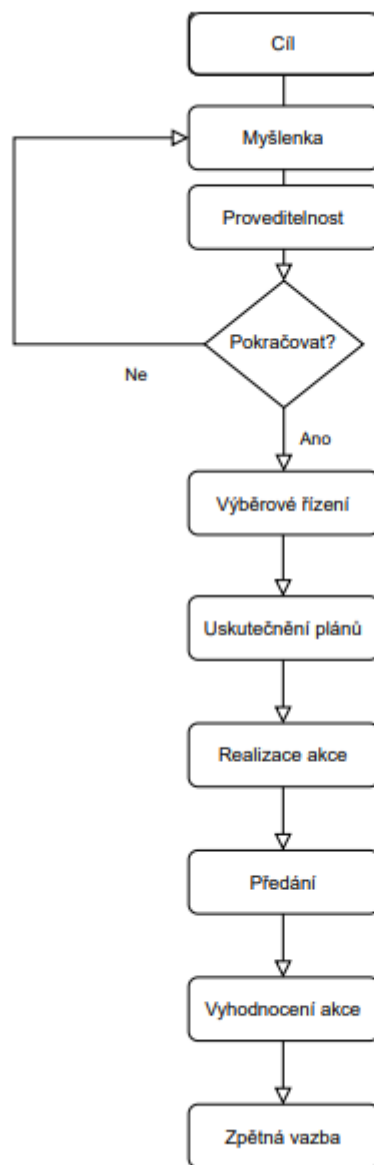 Cíl
Myšlenka
Proveditelnost
Pokračovat?
Ne
Ano
Výběrové řízení
Uskutečnění plánů
Realizace akce
Předání
Vyhodnocení akce
Zpětná vazba